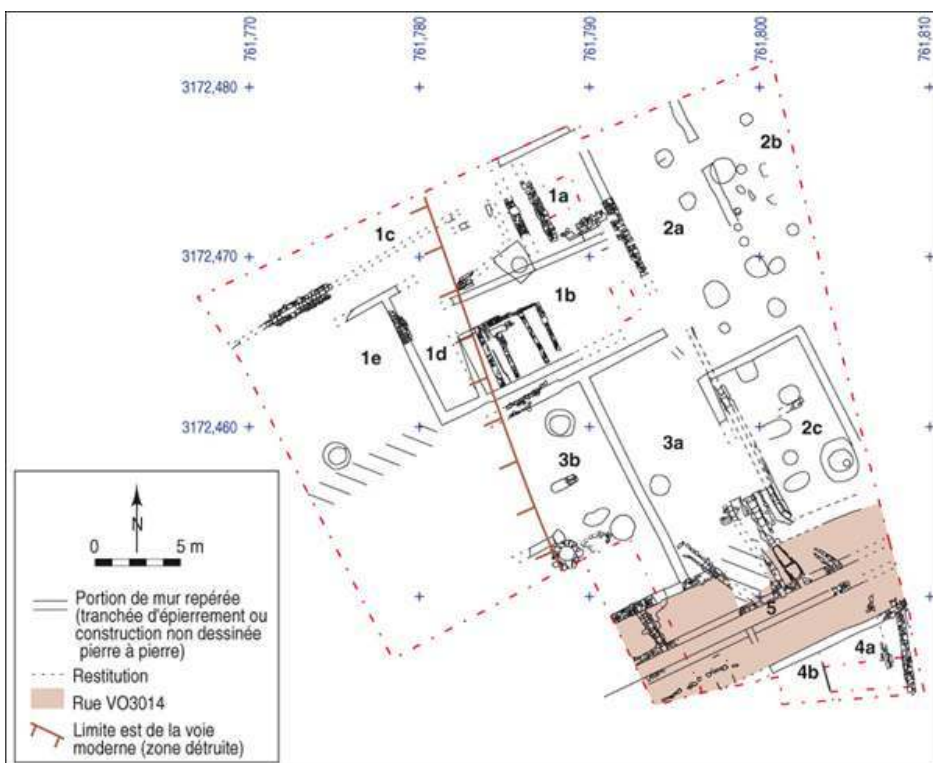 761,770
761,780
761,790
761,800
761,810
3172,480
2b
1a
2a
1c
3172,470
1b
1e
1d
3172,460
2c
3a
3b
N
0 5 m
5
4a
4b
Portion de mur repérée
(tranchée d'épierrement ou
construction non dessinée
pierre à pierre)
Restitution
Rue VO3014
Limite est de la voie
moderne (zone détruite)